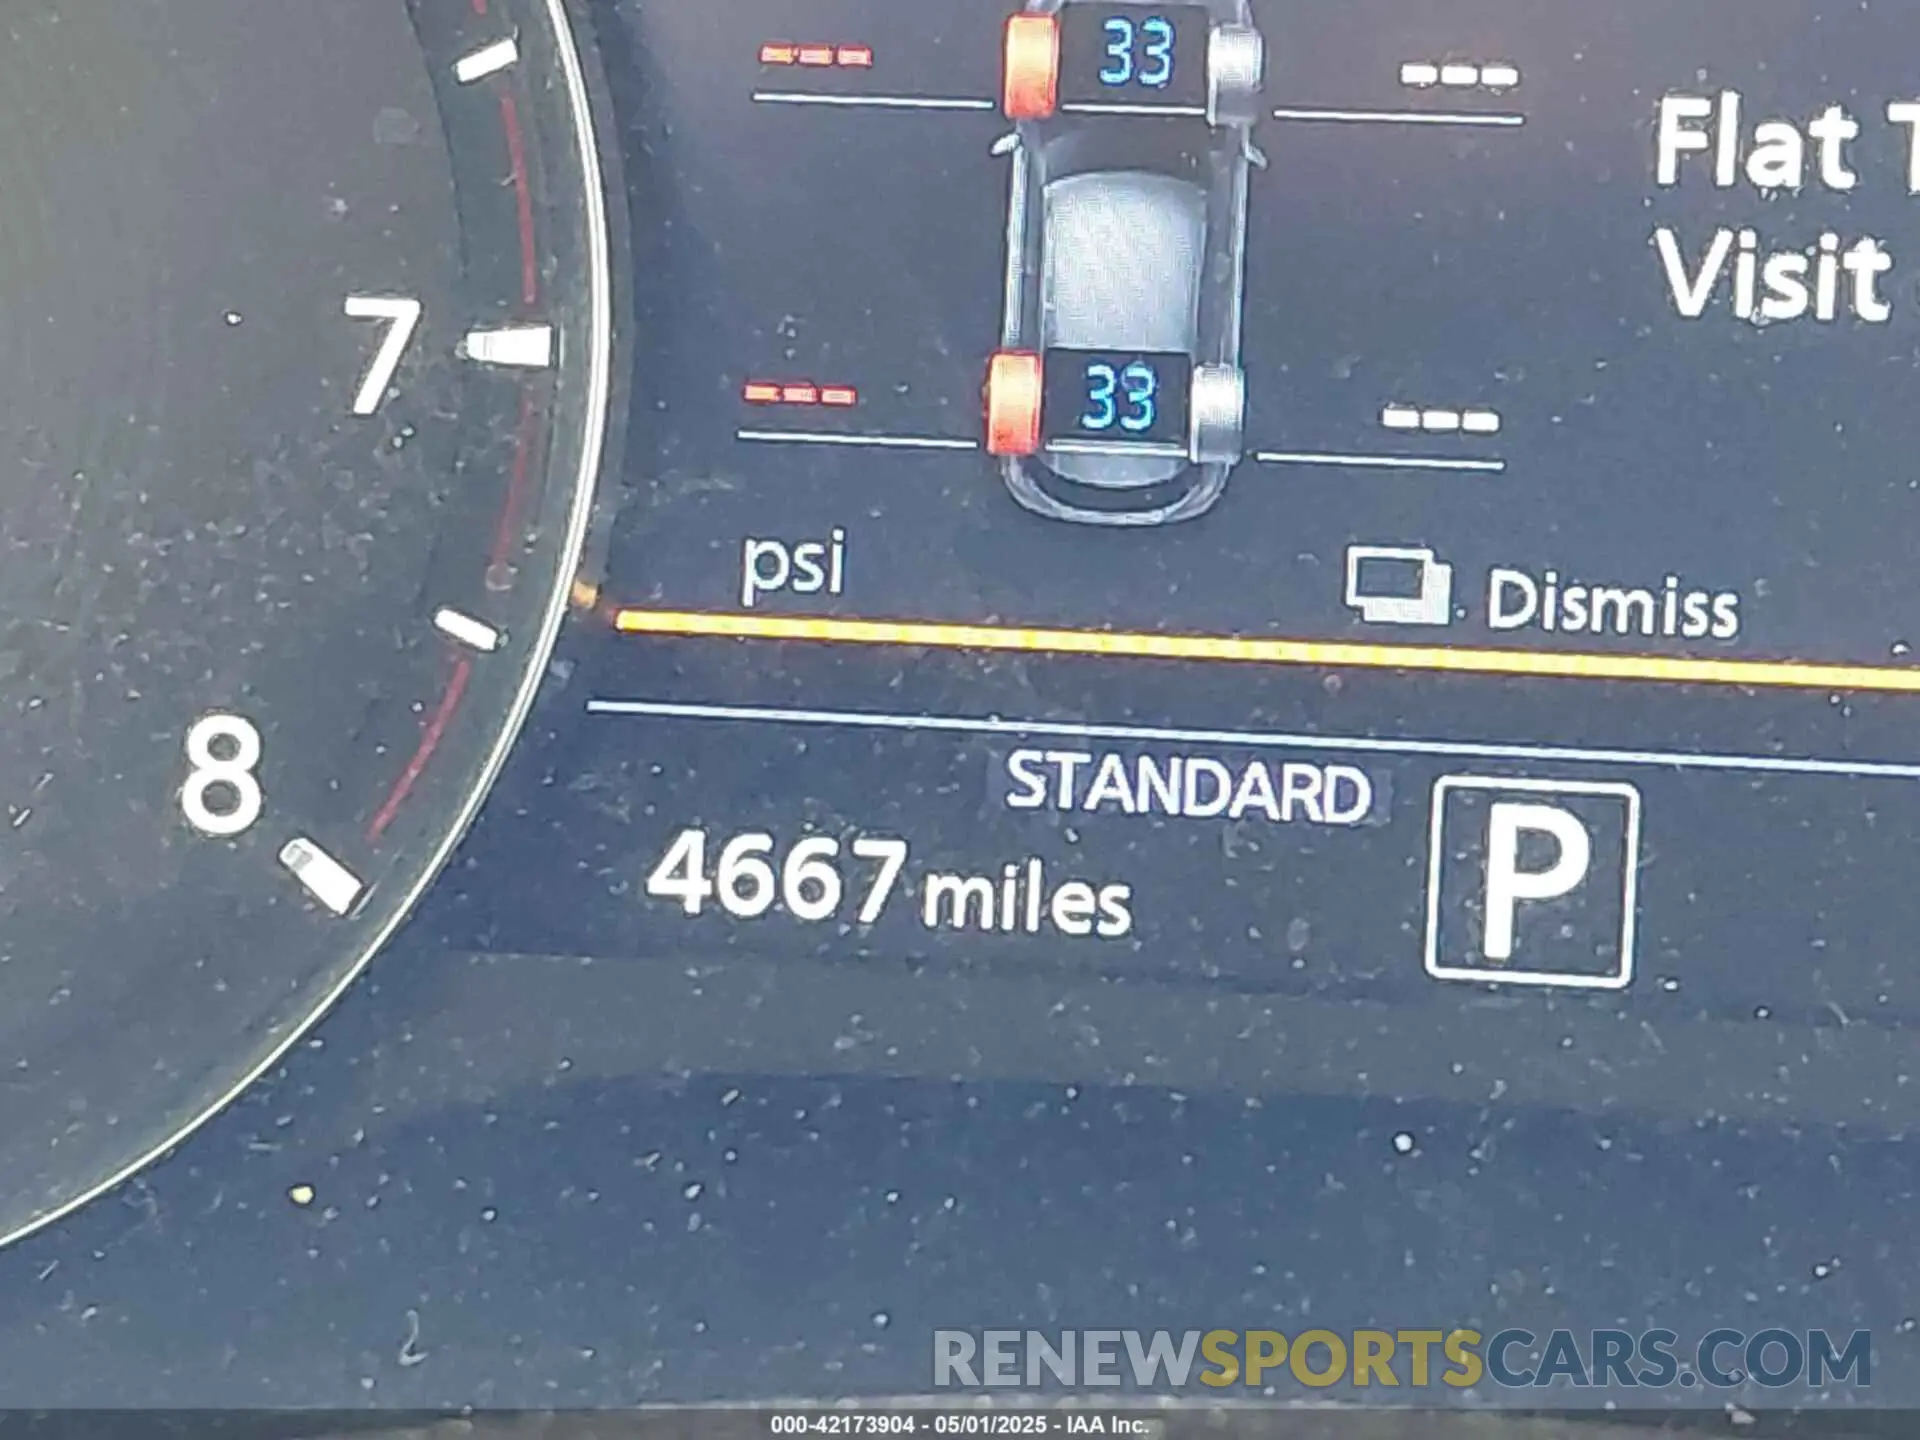 33
--- ---
Flat
Visit
7
33
--- ---
psi
Dismiss
8
STANDARD
4667 miles
P
RENEWSPORTSCARS.COM
000-42173904 - 05/01/2025 - IAA Inc.